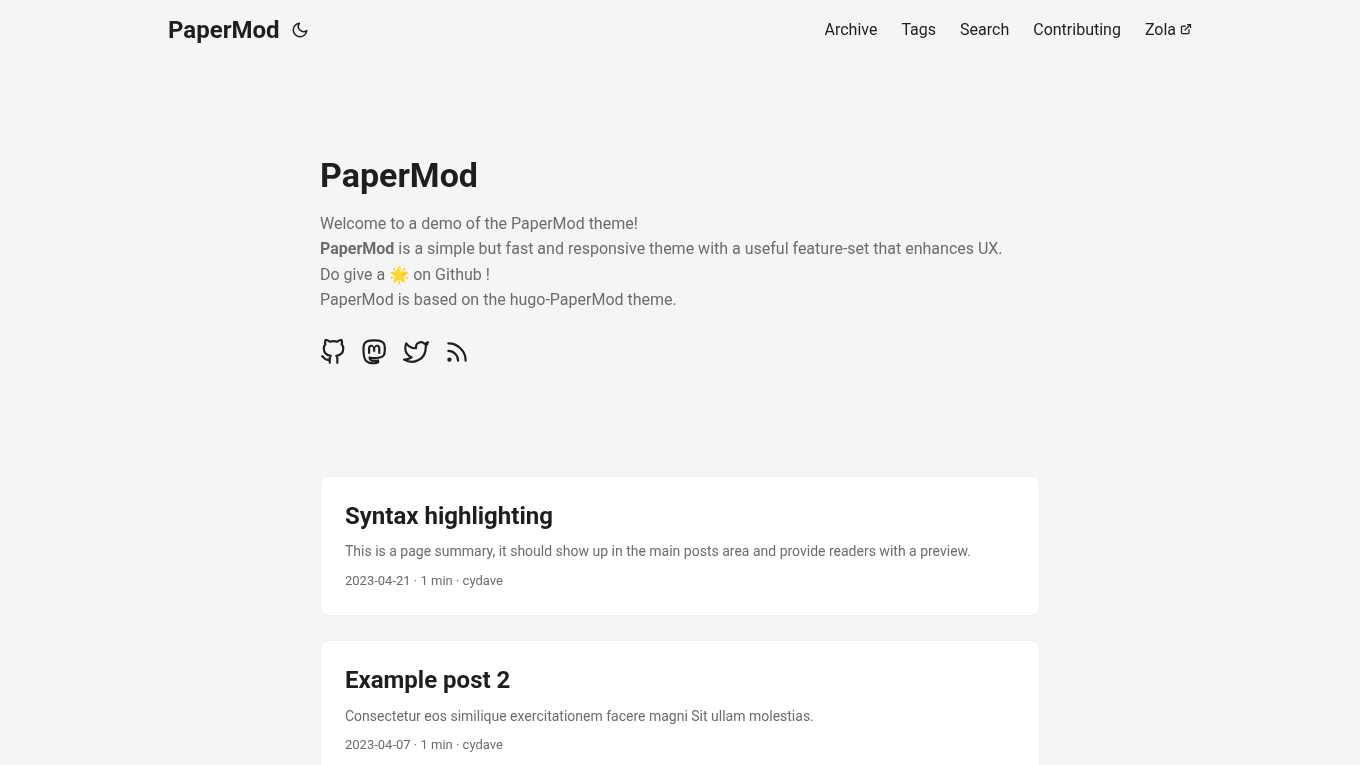 PaperMod
Archive Tags Search Contributing Zola
PaperMod
Welcome to a demo of the PaperMod theme!
PaperMod is a simple but fast and responsive theme with a useful feature-set that enhances UX.
Do give a 🌟 on Github !
PaperMod is based on the hugo-PaperMod theme.
Syntax highlighting
This is a page summary, it should show up in the main posts area and provide readers with a preview.
2023-04-21 · 1 min · cydave
Example post 2
Consectetur eos similique exercitationem facere magni Sit ullam molestias.
2023-04-07 · 1 min · cydave